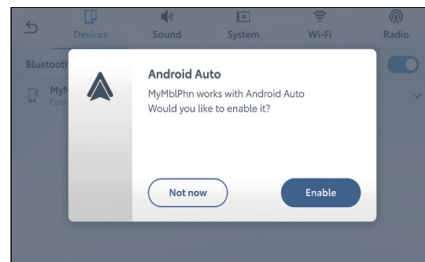 Devices
Sound
System
Wi-Fi
Radio
Bluetooth
Android Auto
MyMblPhn works with Android Auto
Would you like to enable it?
Not now
Enable